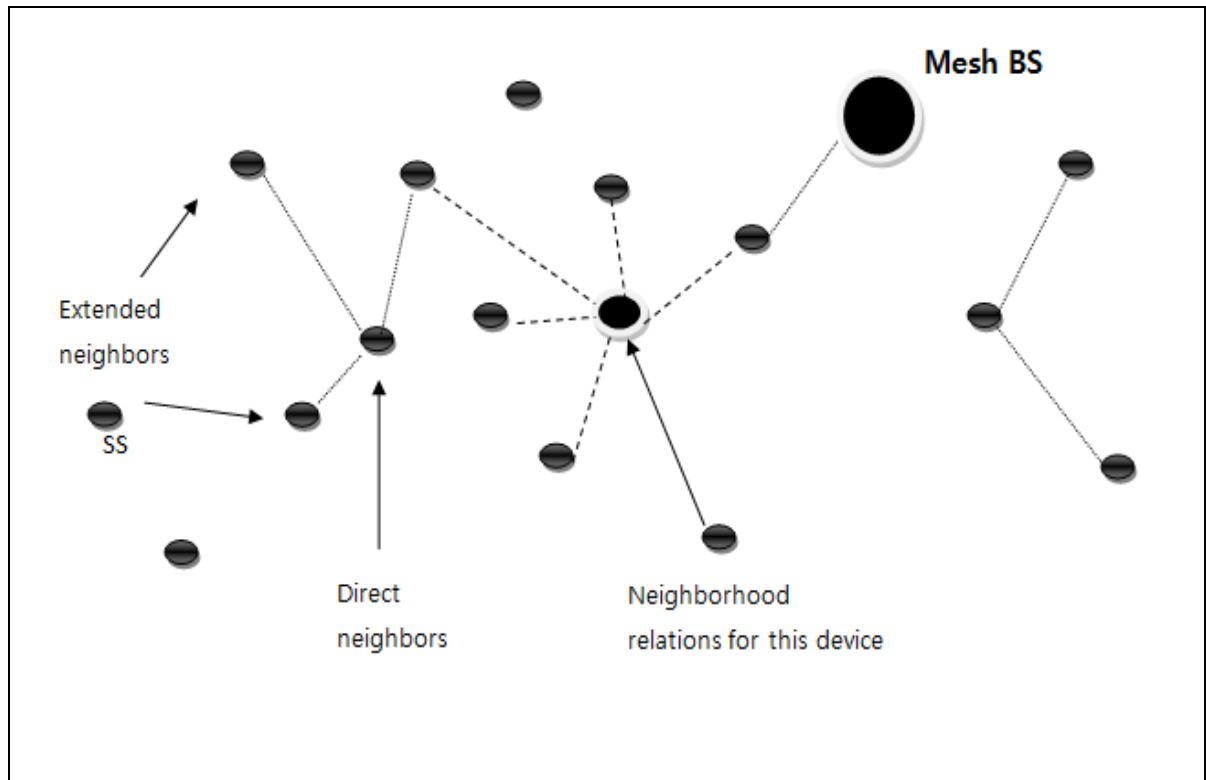 Mesh BS
Extended
neighbors
SS
Direct
neighbors
Neighborhood
relations for this device